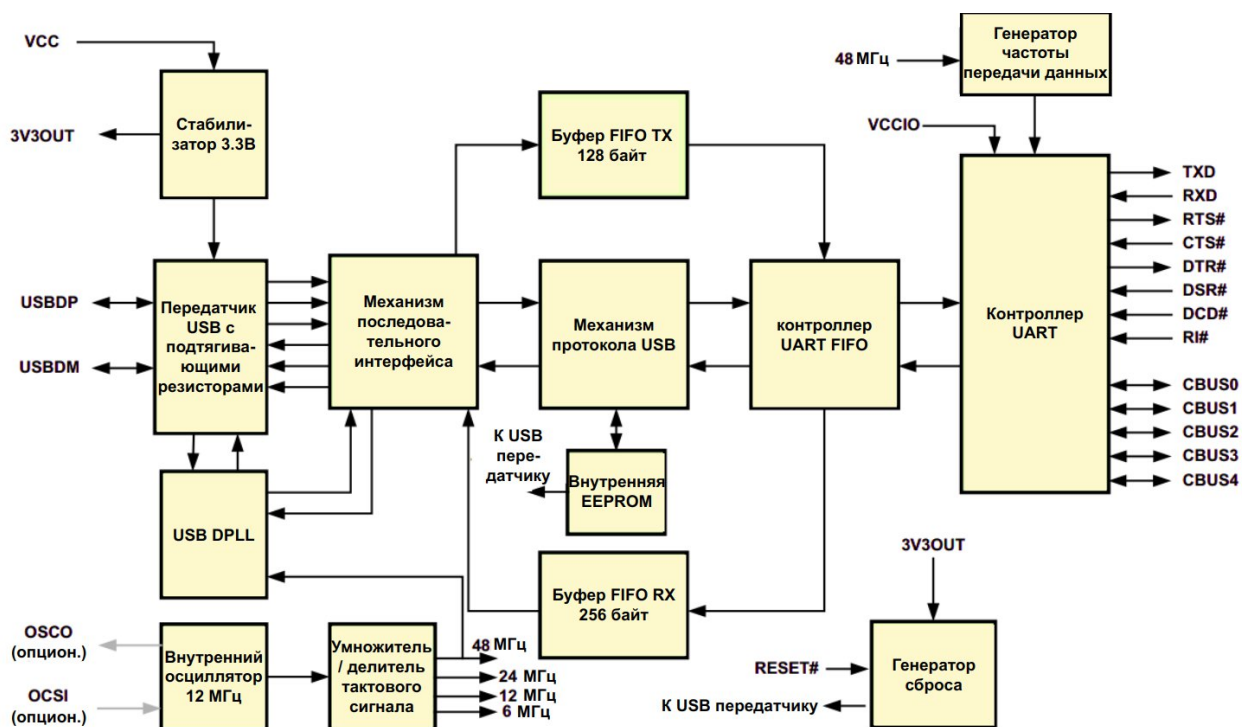 VCC
Стабили-
затор 3.3В
3V3OUT
Буфер FIFO TX
128 байт
48 МГц
Генератор
частоты
передачи данных
VCCIO
USBDP
USBDM
Передатчик
USB с
подтягива-
ющими
резисторами
Механизм
последова-
тельного
интерфейса
Механизм
протокола USB
контроллер
UART FIFO
Контроллер
UART
TXD
RXD
RTS#
CTS#
DTR#
DSR#
DCD#
RI#
CBUS0
CBUS1
CBUS2
CBUS3
CBUS4
К USB
пере-
датчику
Внутренняя
EEPROM
USB DPLL
Буфер FIFO RX
256 байт
3V3OUT
RESET#
Генератор
сброса
К USB передатчику
OSCO
(опцион.)
OCSI
(опцион.)
Внутренний
осциллятор
12 МГц
Умножитель
/ делитель
тактового
сигнала
48 МГц
24 МГц
12 МГц
6 МГц